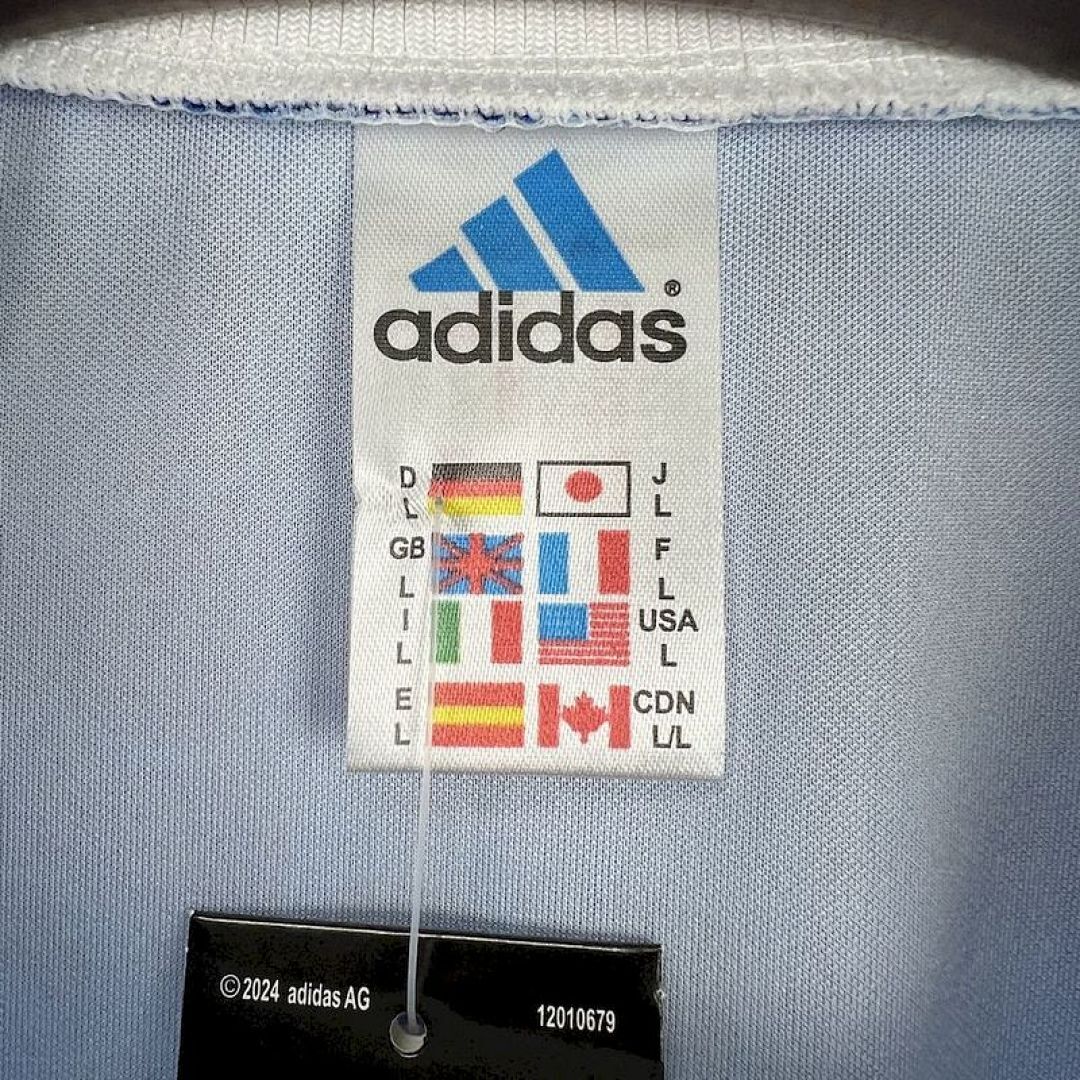 adidas®
D J
L L
GB F
L L
I USA
L L
E CDN
L L/L
©2024 adidas AG
12010679